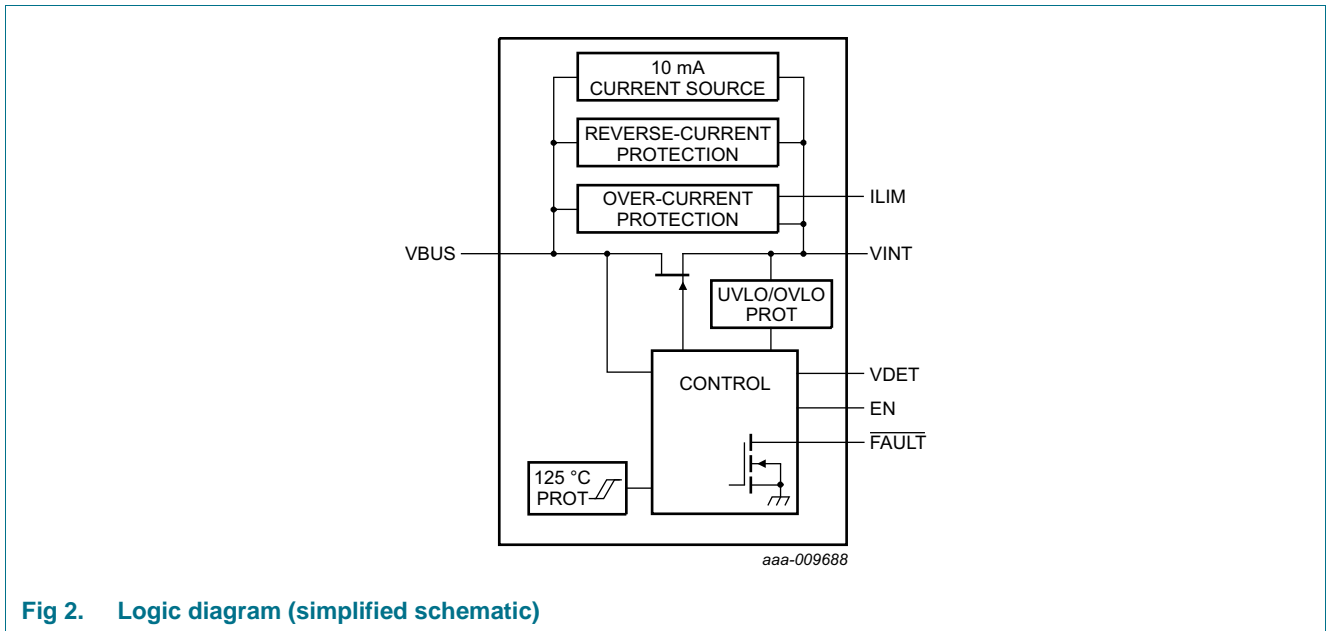 10 mA
CURRENT SOURCE
REVERSE-CURRENT
PROTECTION
OVER-CURRENT
PROTECTION
ILIM
VBUS
VINT
UVLO/OVLO
PROT
CONTROL
VDET
EN
FAULT
125 °C
PROT
aaa-009688
Fig 2. Logic diagram (simplified schematic)